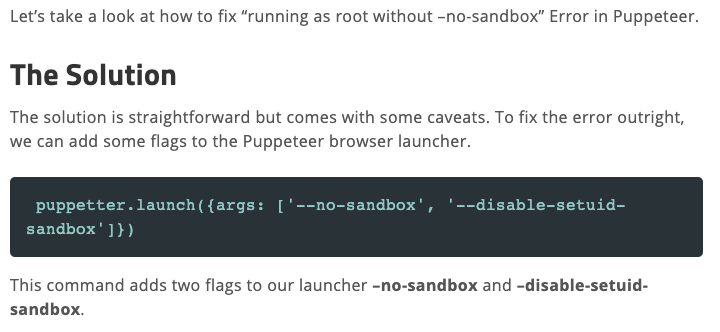 Let’s take a look at how to fix “running as root without –no-sandbox” Error in Puppeteer.
The Solution
The solution is straightforward but comes with some caveats. To fix the error outright,
we can add some flags to the Puppeteer browser launcher.
puppetter.launch({args: ['--no-sandbox', '--disable-setuid-
sandbox']})
This command adds two flags to our launcher –no-sandbox and –disable-setuid-
sandbox.